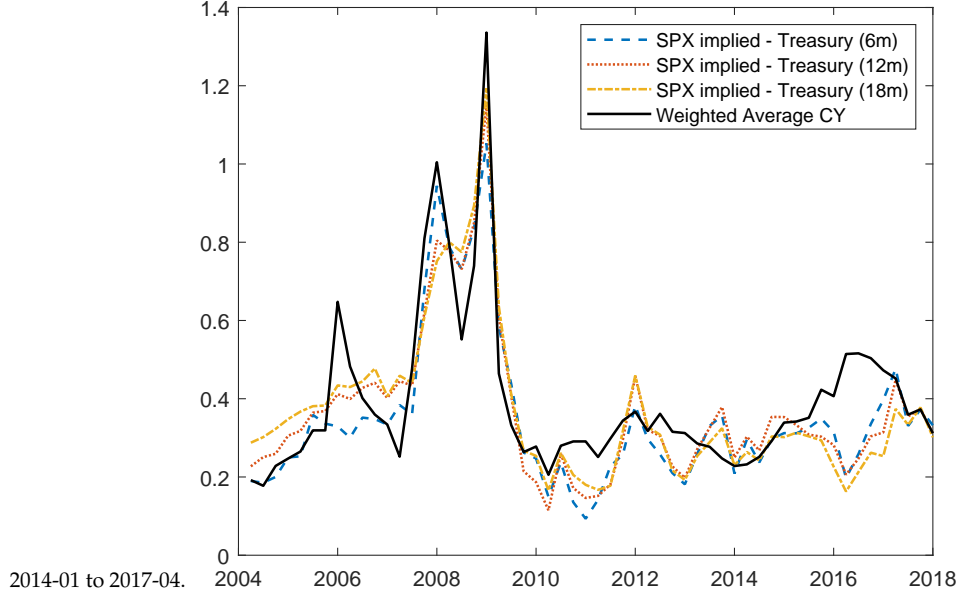 1.4
1.2
1
0.8
0.6
0.4
0.2
0
SPX implied - Treasury (6m)
SPX implied - Treasury (12m)
SPX implied - Treasury (18m)
Weighted Average CY
2004 2006 2008 2010 2012 2014 2016 2018
2014-01 to 2017-04.